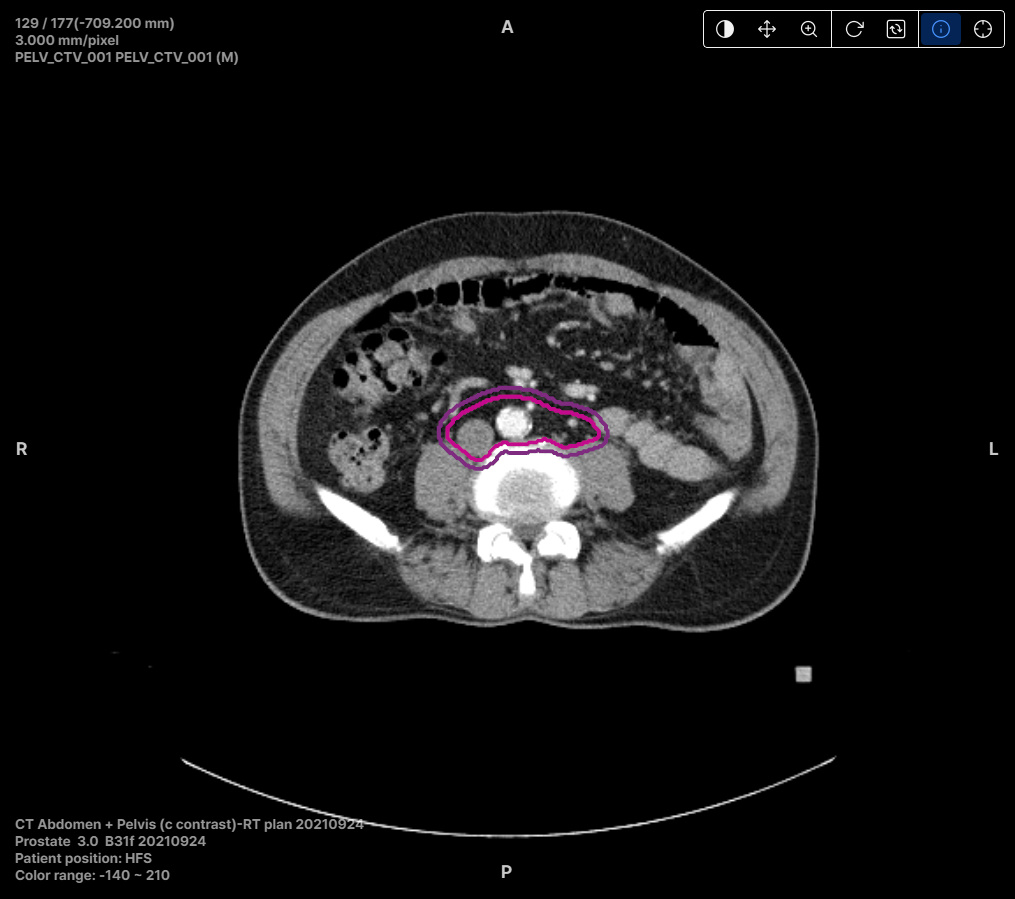 129 / 177(-709.200 mm)
3.000 mm/pixel
PELV_CTV_001 PELV_CTV_001 (M)
A
R
L
CT Abdomen + Pelvis (c contrast)-RT plan 20210924
Prostate  3.0  B31f 20210924
Patient position: HFS
Color range: -140 ~ 210
P